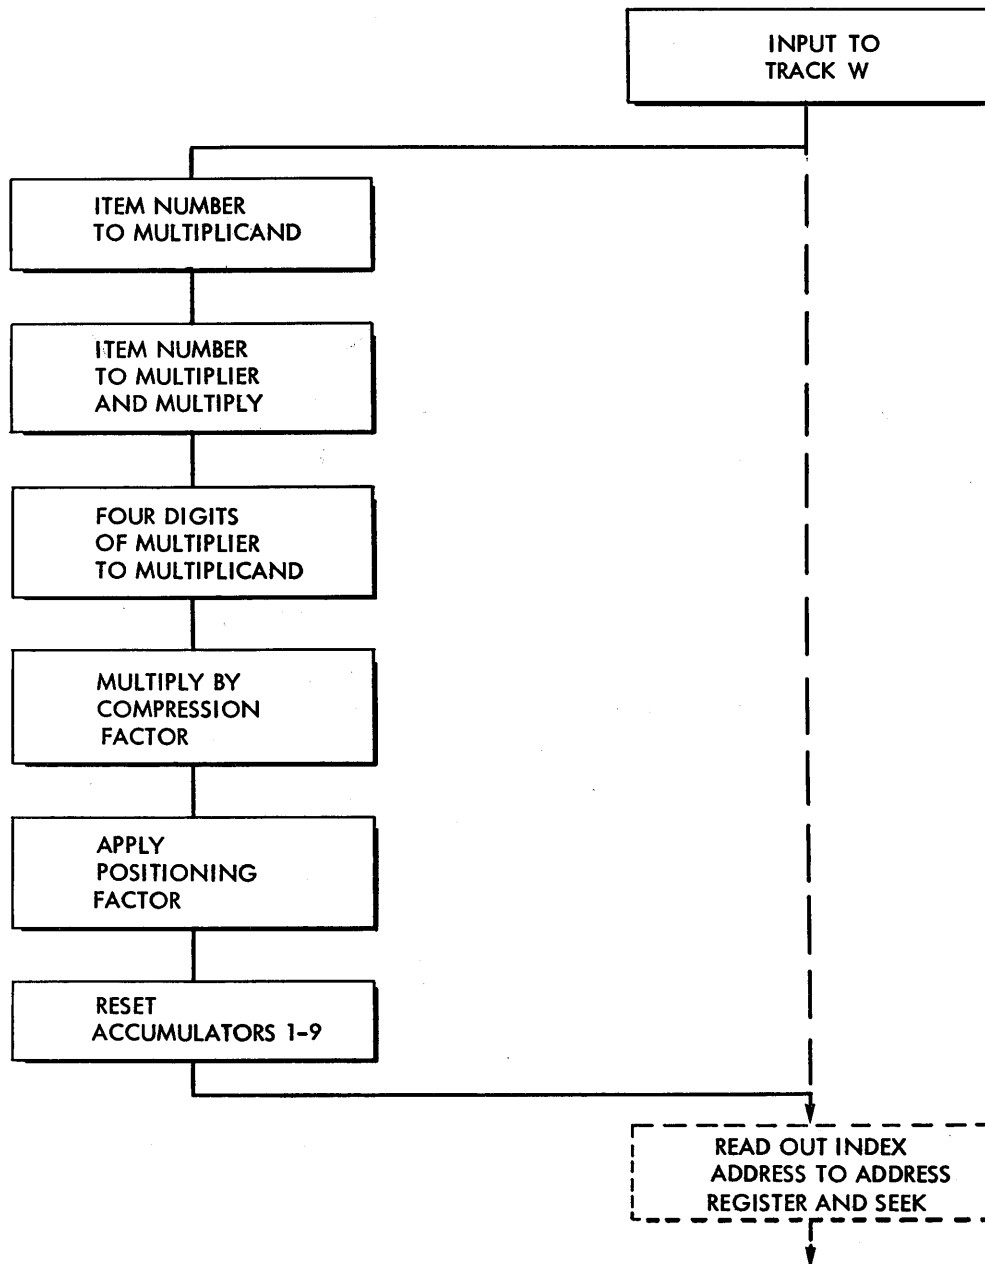 INPUT TO
TRACK W
ITEM NUMBER
TO MULTIPLICAND
ITEM NUMBER
TO MULTIPLIER
AND MULTIPLY
FOUR DIGITS
OF MULTIPLIER
TO MULTIPLICAND
MULTIPLY BY
COMPRESSION
FACTOR
APPLY
POSITIONING
FACTOR
RESET
ACCUMULATORS 1-9
READ OUT INDEX
ADDRESS TO ADDRESS
REGISTER AND SEEK